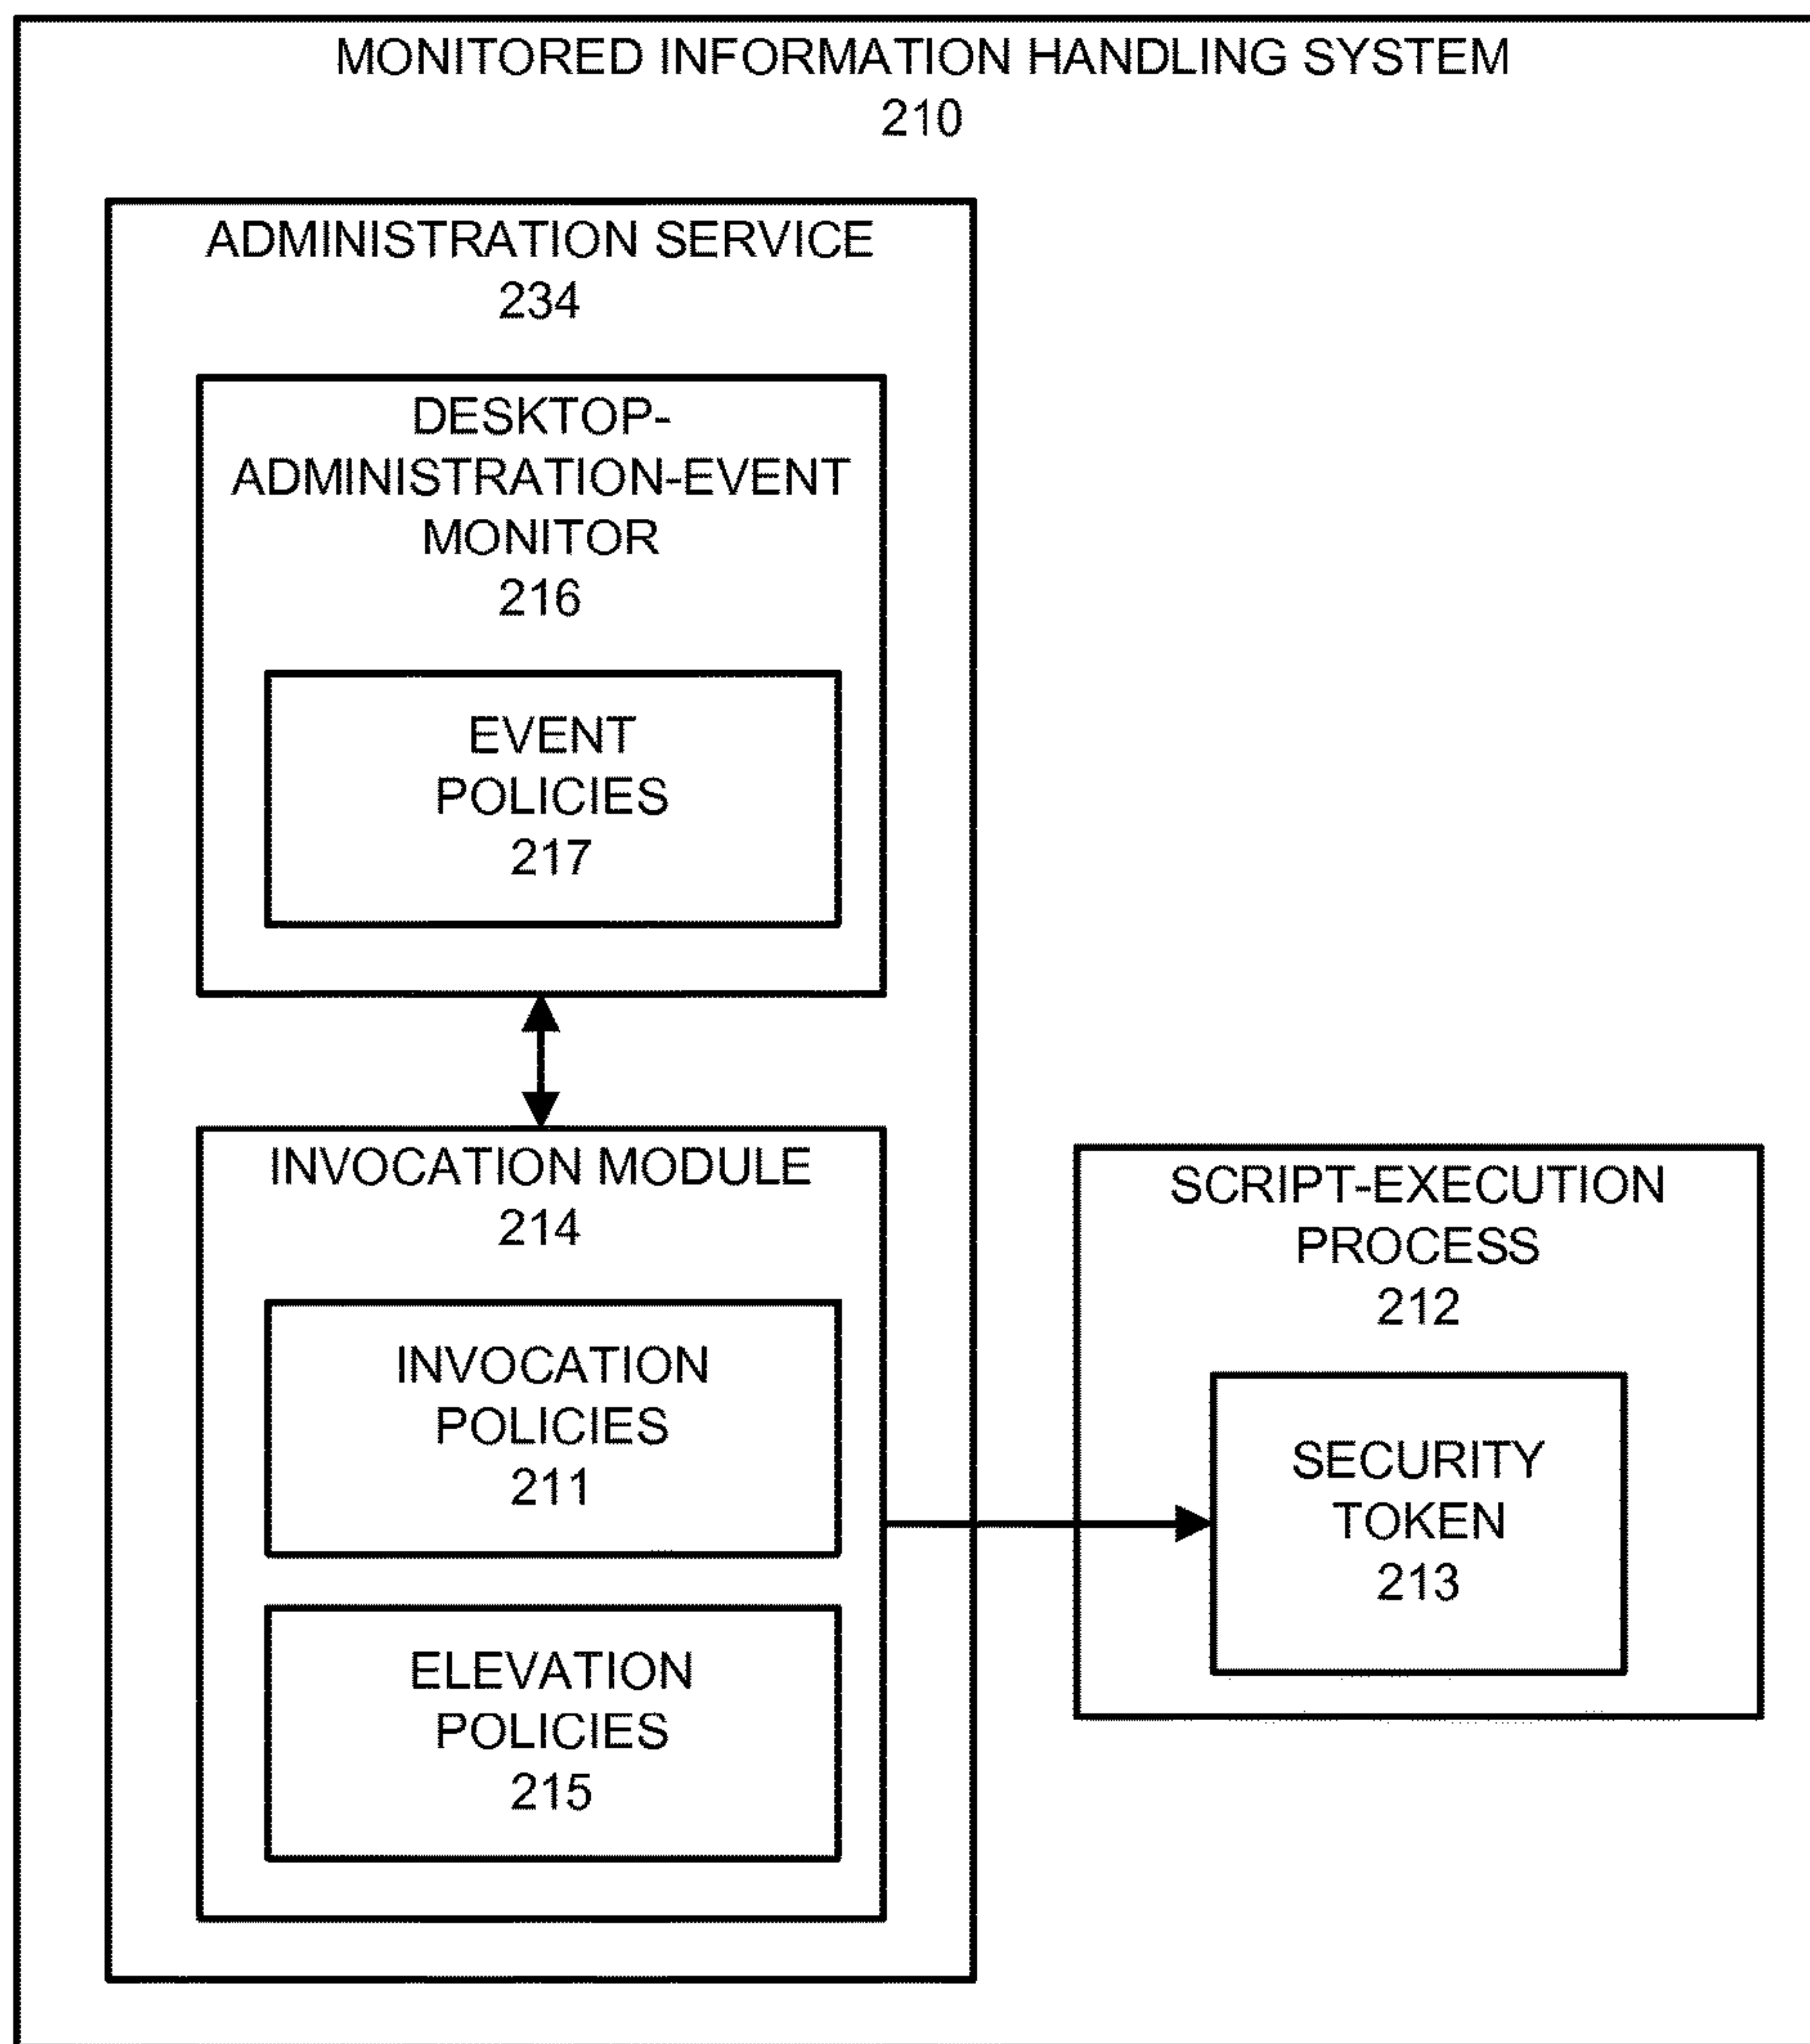 MONITORED INFORMATION HANDLING SYSTEM
210
ADMINISTRATION SERVICE
234
DESKTOP-
ADMINISTRATION-EVENT
MONITOR
216
EVENT
POLICIES
217
INVOCATION MODULE
214
INVOCATION
POLICIES
211
ELEVATION
POLICIES
215
SCRIPT-EXECUTION
PROCESS
212
SECURITY
TOKEN
213